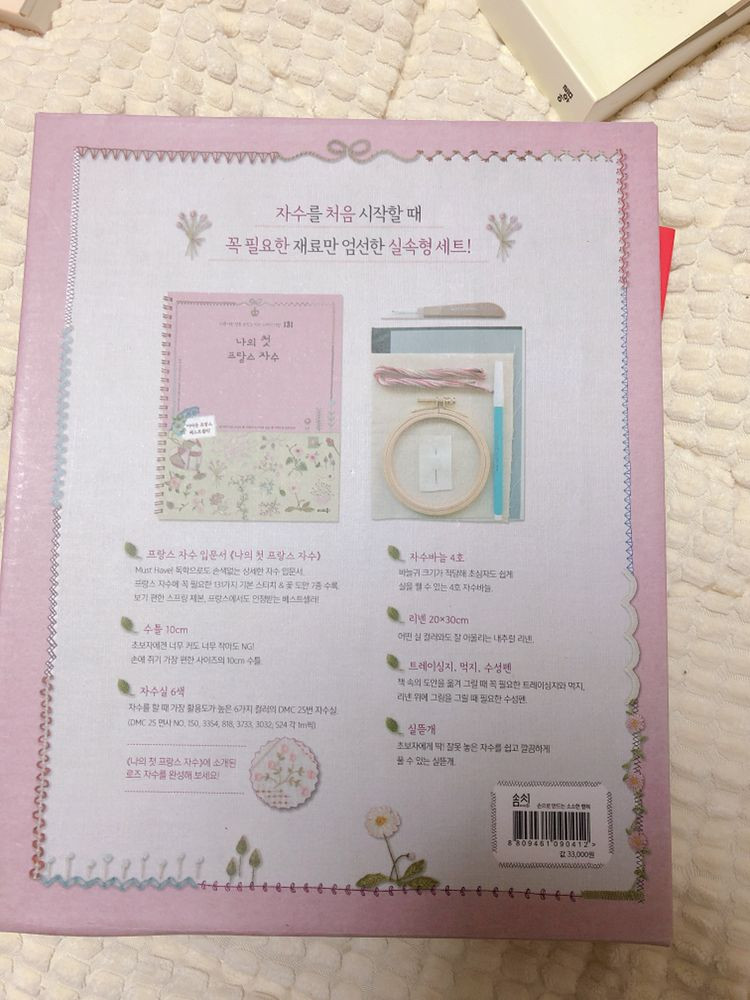 자수를 처음 시작할 때
꼭 필요한 재료만 엄선한 실속형 세트!
131
나의 첫
프랑스 자수
프랑스 자수 입문서 《나의 첫 프랑스 자수》
Must Have! 독학으로도 손색없는 상세한 자수 입문서.
프랑스 자수에 꼭 필요한 131가지 기본 스티치 & 꽃 도안 7종 수록.
보기 편한 스프링 제본, 프랑스에서도 인정받는 베스트셀러!
수틀 10cm
초보자에겐 너무 커도 너무 작아도 NG!
손에 쥐기 가장 편한 사이즈의 10cm 수틀.
자수실 6색
자수를 할 때 가장 활용도가 높은 6가지 컬러의 DMC 25번 자수실.
(DMC 25 면사 NO. 150, 3354, 818, 3733, 3032, 524 각 1m씩)
《나의 첫 프랑스 자수》에 소개된
로즈 자수를 완성해 보세요!
자수바늘 4호
바늘귀 크기가 적당해 초심자도 쉽게
실을 꿸 수 있는 4호 자수바늘.
리넨 20×30cm
어떤 실 컬러와도 잘 어울리는 내추럴 리넨.
트레이싱지, 먹지, 수성펜
책 속의 도안을 옮겨 그릴 때 꼭 필요한 트레이싱지와 먹지,
리넨 위에 그림을 그릴 때 필요한 수성펜.
실뜯개
초보자에게 딱! 잘못 놓은 자수를 쉽고 깔끔하게
풀 수 있는 실뜯개.
솜씨
손으로 만드는 소소한 행복
8 809461 090412 >
값 33,000원